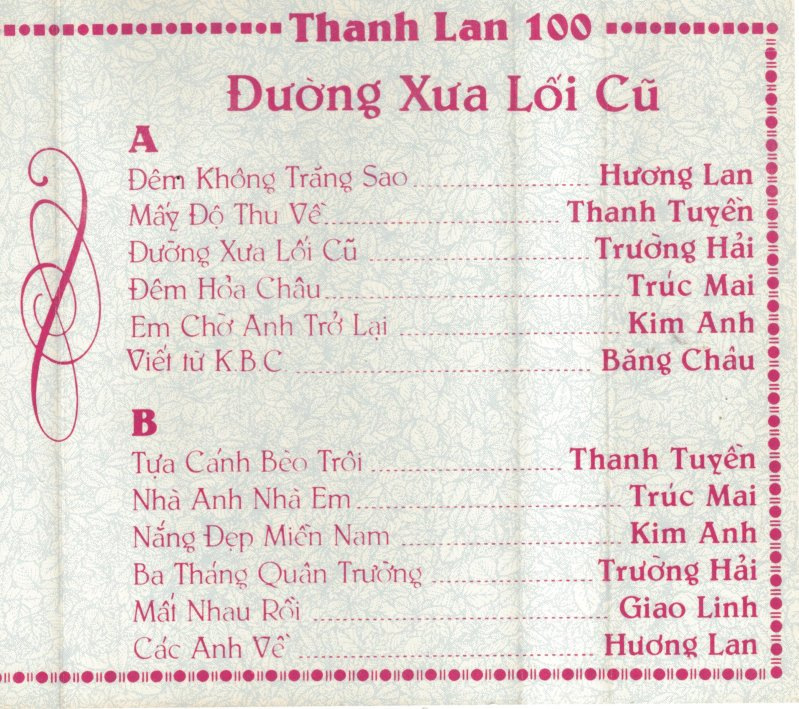 Thanh Lan 100
Đường Xưa Lối Cũ
A
Đêm Không Trăng Sao Hương Lan
Mấy Độ Thu Về Thanh Tuyền
Đường Xưa Lối Cũ Trường Hải
Đêm Hỏa Châu Trúc Mai
Em Chờ Anh Trở Lại Kim Anh
Viết từ K.B.C Băng Châu
B
Tựa Cánh Bèo Trôi Thanh Tuyền
Nhà Anh Nhà Em Trúc Mai
Nắng Đẹp Miền Nam Kim Anh
Ba Tháng Quân Trường Trường Hải
Mất Nhau Rồi Giao Linh
Các Anh Về Hương Lan